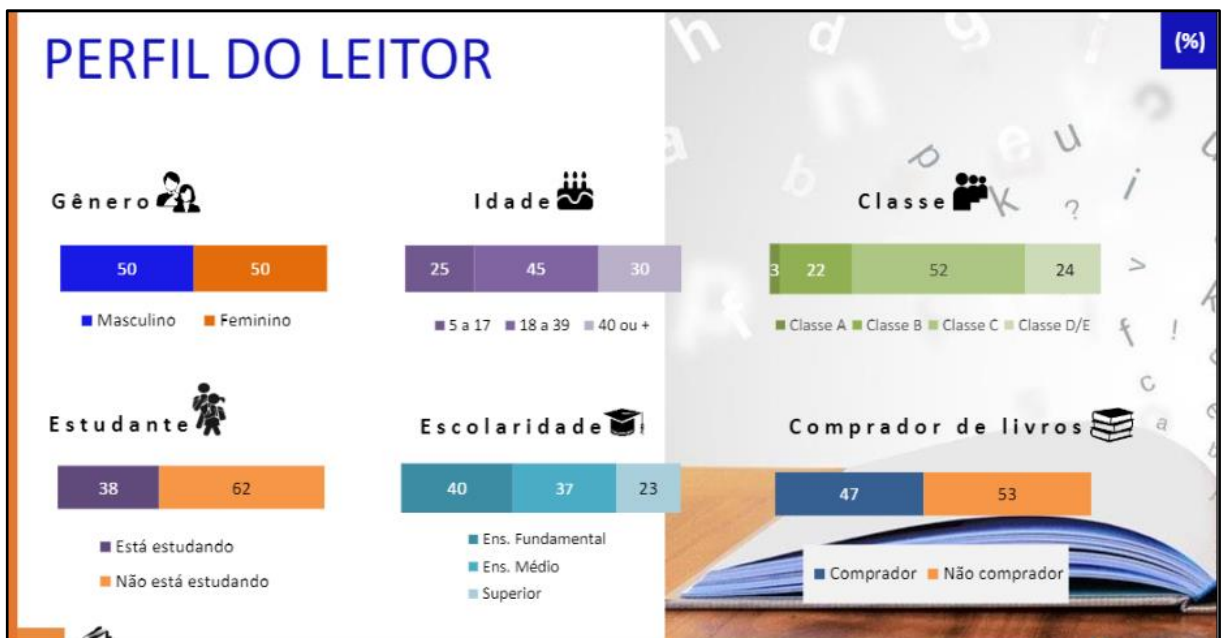 PERFIL DO LEITOR
(%)
Gênero
50 50
Masculino Feminino
Idade
25 45 30
5 a 17 18 a 39 40 ou +
Classe
3 22 52 24
Classe A Classe B Classe C Classe D/E
Estudante
38 62
Está estudando
Não está estudando
Escolaridade
40 37 23
Ens. Fundamental
Ens. Médio
Superior
Comprador de livros
47 53
Comprador Não comprador